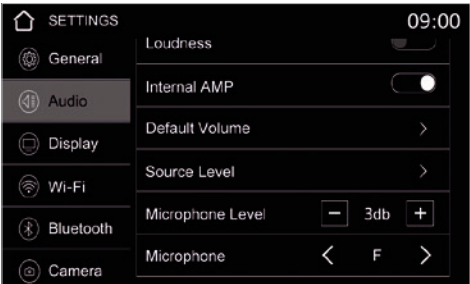 SETTINGS 09:00
General
Audio
Display
Wi-Fi
Bluetooth
Camera
Loudness
Internal AMP
Default Volume
Source Level
Microphone Level 3db
Microphone F